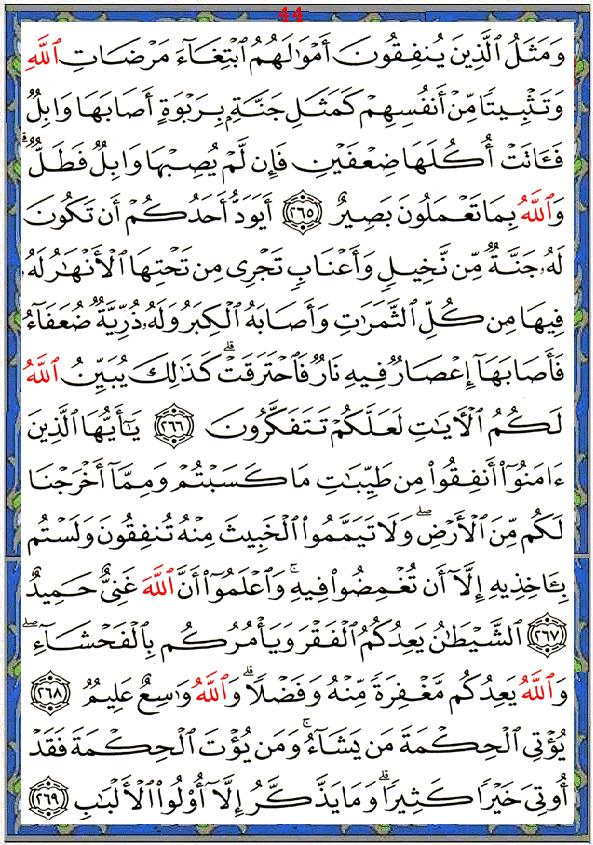 44
وَمَثَلُ ٱلَّذِينَ يُنفِقُونَ أَمْوَٰلَهُمُ ٱبْتِغَآءَ مَرْضَاتِ ٱللَّهِ
وَتَثْبِيتًا مِّنْ أَنفُسِهِمْ كَمَثَلِ جَنَّةٍۭ بِرَبْوَةٍ أَصَابَهَا وَابِلٌ
فَـَٔاتَتْ أُكُلَهَا ضِعْفَيْنِ فَإِن لَّمْ يُصِبْهَا وَابِلٌ فَطَلٌّ ۗ
وَٱللَّهُ بِمَا تَعْمَلُونَ بَصِيرٌ ﴿٢٦٥﴾ أَيَوَدُّ أَحَدُكُمْ أَن تَكُونَ
لَهُۥ جَنَّةٌ مِّن نَّخِيلٍ وَأَعْنَابٍ تَجْرِى مِن تَحْتِهَا ٱلْأَنْهَٰرُ لَهُۥ
فِيهَا مِن كُلِّ ٱلثَّمَرَٰتِ وَأَصَابَهُ ٱلْكِبَرُ وَلَهُۥ ذُرِّيَّةٌ ضُعَفَآءُ
فَأَصَابَهَآ إِعْصَارٌ فِيهِ نَارٌ فَٱحْتَرَقَتْ ۗ كَذَٰلِكَ يُبَيِّنُ ٱللَّهُ
لَكُمُ ٱلْـَٔايَٰتِ لَعَلَّكُمْ تَتَفَكَّرُونَ ﴿٢٦٦﴾ يَٰٓأَيُّهَا ٱلَّذِينَ
ءَامَنُوٓا۟ أَنفِقُوا۟ مِن طَيِّبَٰتِ مَا كَسَبْتُمْ وَمِمَّآ أَخْرَجْنَا
لَكُم مِّنَ ٱلْأَرْضِ ۖ وَلَا تَيَمَّمُوا۟ ٱلْخَبِيثَ مِنْهُ تُنفِقُونَ وَلَسْتُم
بِـَٔاخِذِيهِ إِلَّآ أَن تُغْمِضُوا۟ فِيهِ ۚ وَٱعْلَمُوٓا۟ أَنَّ ٱللَّهَ غَنِىٌّ حَمِيدٌ
﴿٢٦٧﴾ ٱلشَّيْطَٰنُ يَعِدُكُمُ ٱلْفَقْرَ وَيَأْمُرُكُم بِٱلْفَحْشَآءِ ۖ
وَٱللَّهُ يَعِدُكُم مَّغْفِرَةً مِّنْهُ وَفَضْلًا ۗ وَٱللَّهُ وَٰسِعٌ عَلِيمٌ ﴿٢٦٨﴾
يُؤْتِى ٱلْحِكْمَةَ مَن يَشَآءُ ۚ وَمَن يُؤْتَ ٱلْحِكْمَةَ فَقَدْ
أُوتِىَ خَيْرًا كَثِيرًا ۗ وَمَا يَذَّكَّرُ إِلَّآ أُو۟لُوا۟ ٱلْأَلْبَٰبِ ﴿٢٦٩﴾